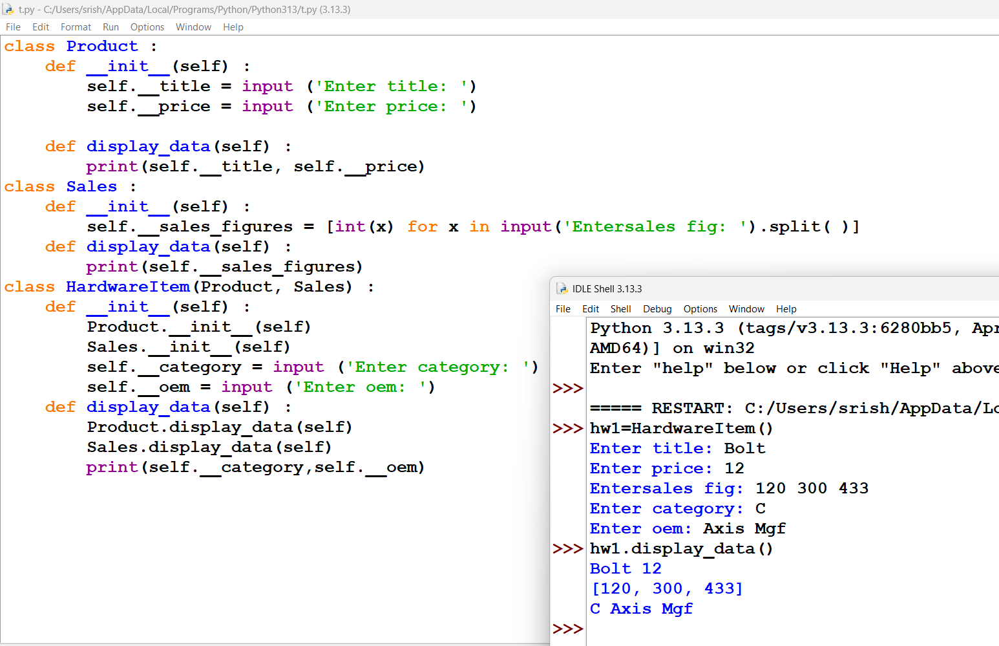 t.py - C:/Users/srish/AppData/Local/Programs/Python/Python313/t.py (3.13.3)
File Edit Format Run Options Window Help
class Product :
    def __init__(self) :
        self.__title = input ('Enter title: ')
        self.__price = input ('Enter price: ')

    def display_data(self) :
        print(self.__title, self.__price)
class Sales :
    def __init__(self) :
        self.__sales_figures = [int(x) for x in input('Entersales fig: ').split( )]
    def display_data(self) :
        print(self.__sales_figures)
class HardwareItem(Product, Sales) :
    def __init__(self) :
        Product.__init__(self)
        Sales.__init__(self)
        self.__category = input ('Enter category: ')
        self.__oem = input ('Enter oem: ')
    def display_data(self) :
        Product.display_data(self)
        Sales.display_data(self)
        print(self.__category,self.__oem)
IDLE Shell 3.13.3
File Edit Shell Debug Options Window Help
Python 3.13.3 (tags/v3.13.3:6280bb5, Apr
AMD64)] on win32
Enter "help" below or click "Help" above
>>>
===== RESTART: C:/Users/srish/AppData/Lo
>>> hw1=HardwareItem()
Enter title: Bolt
Enter price: 12
Entersales fig: 120 300 433
Enter category: C
Enter oem: Axis Mgf
>>> hw1.display_data()
Bolt 12
[120, 300, 433]
C Axis Mgf
>>>